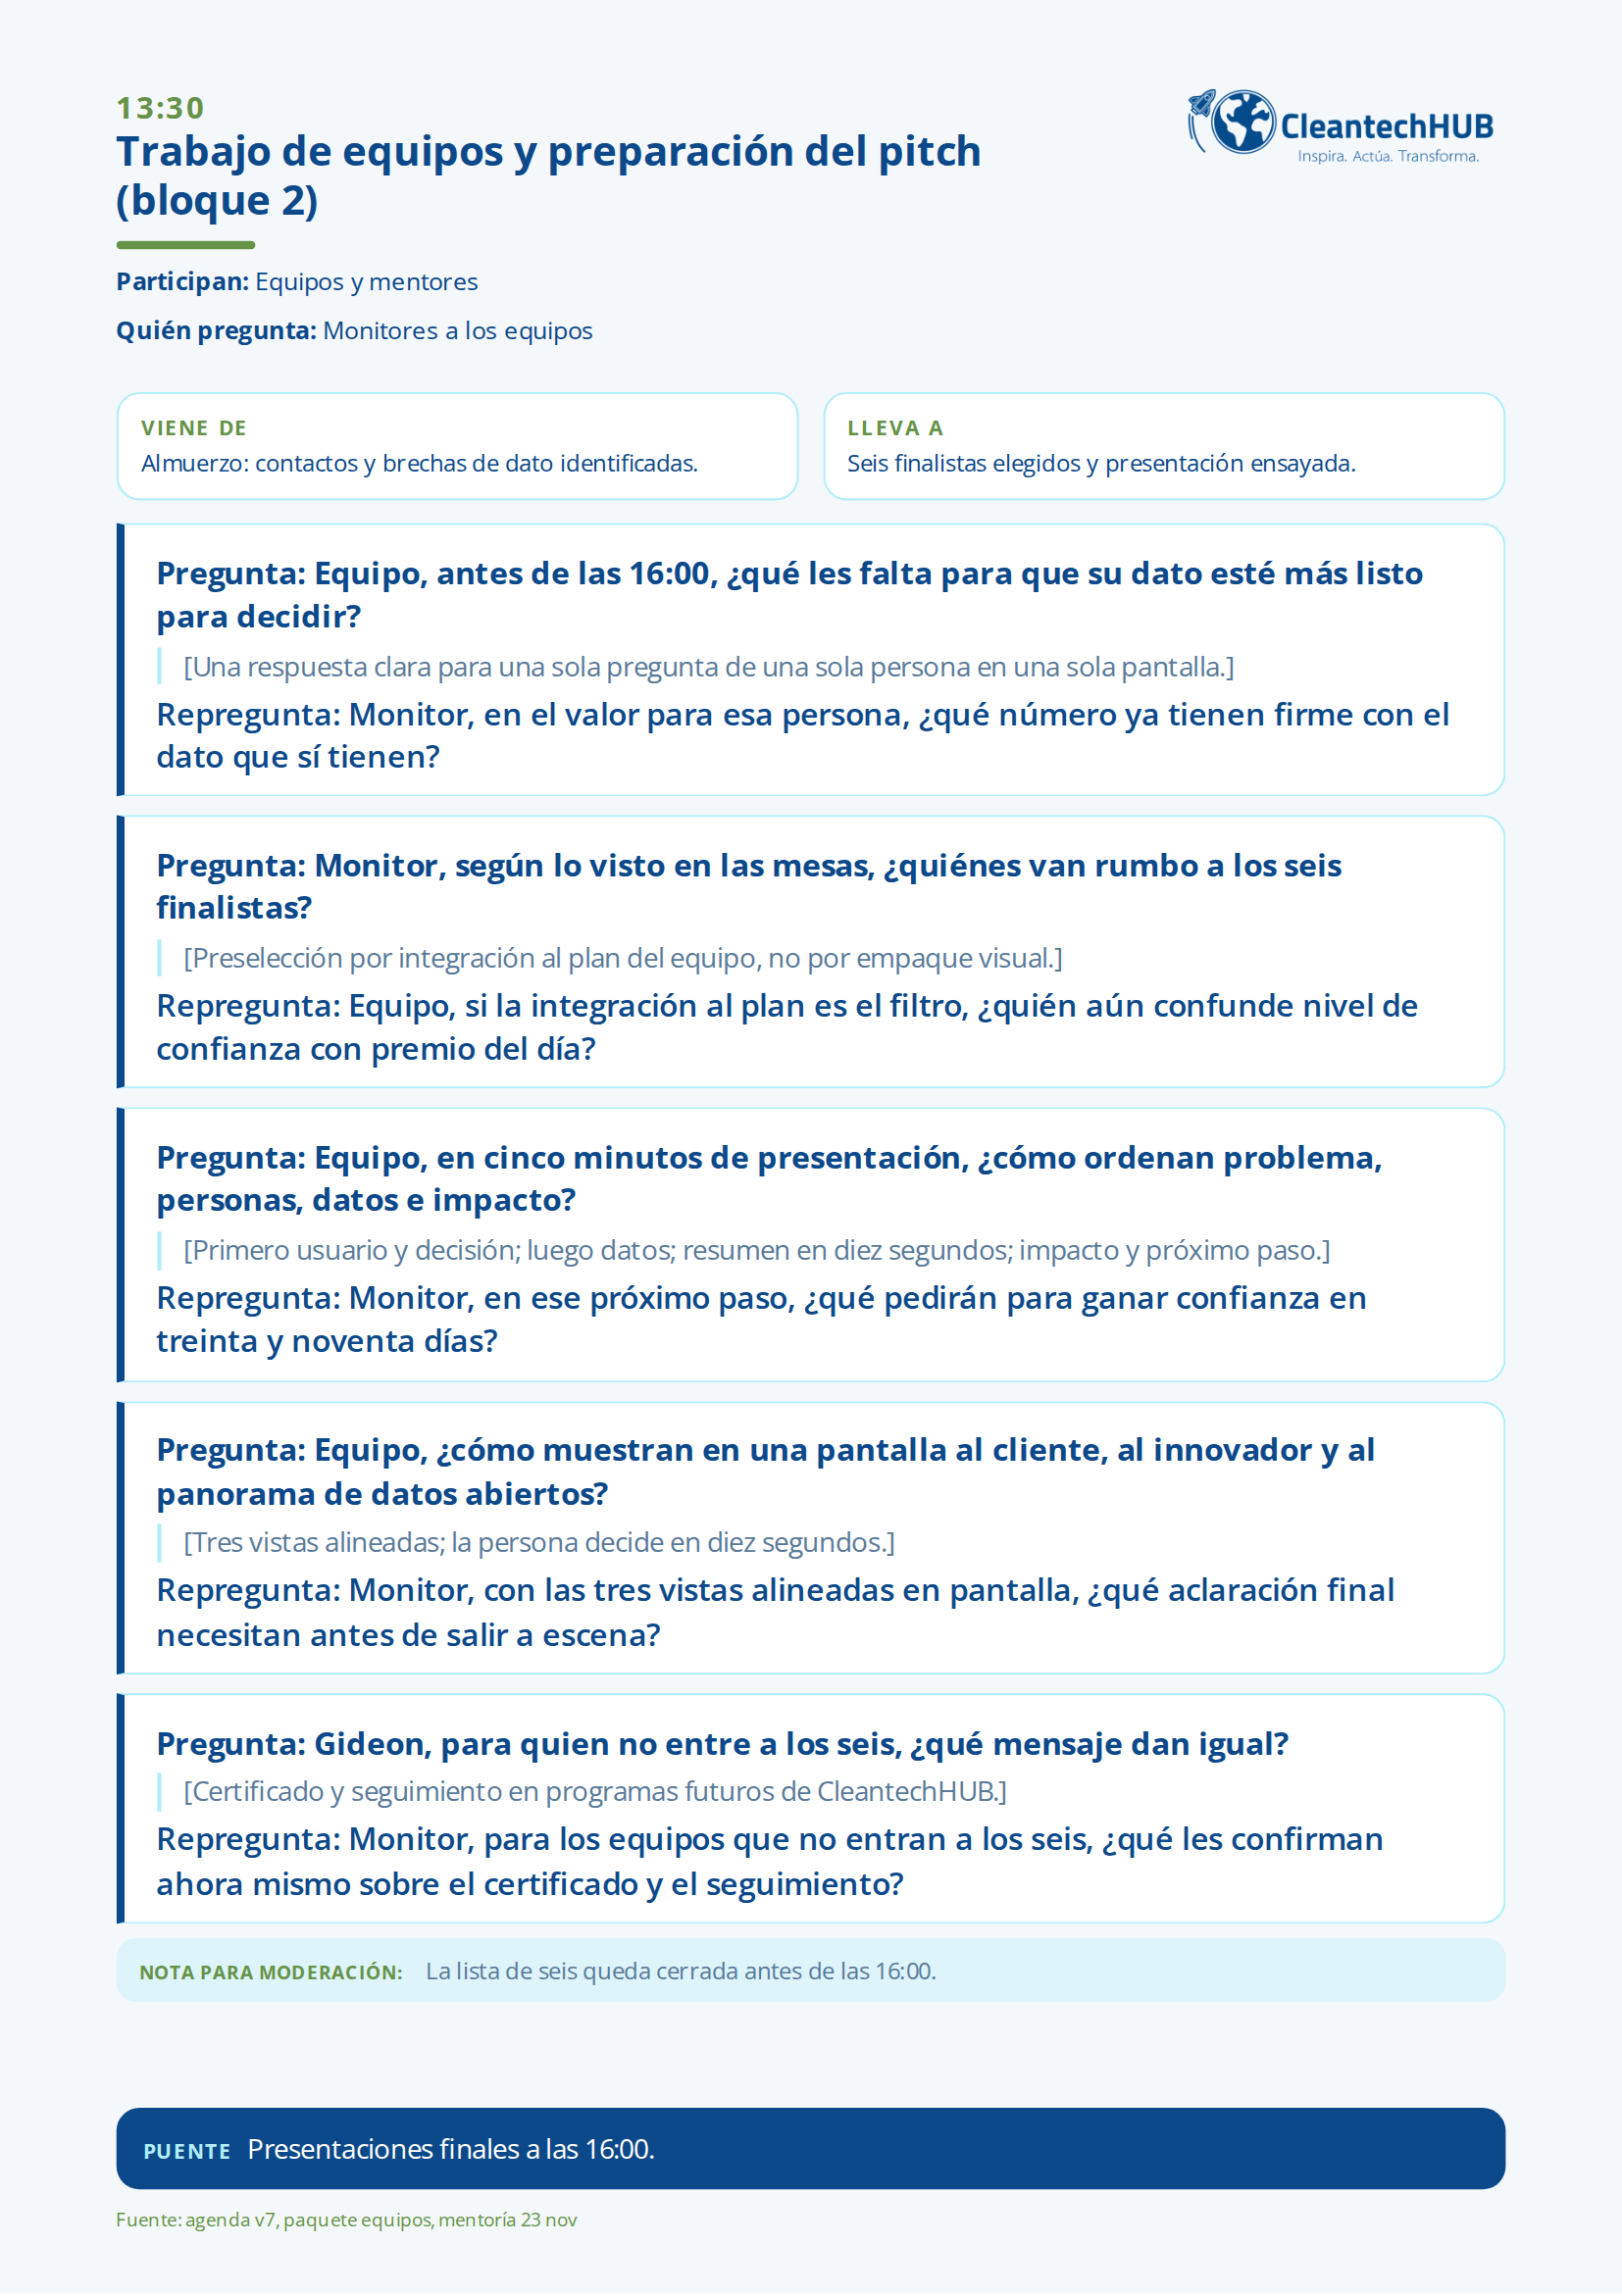 13:30
Trabajo de equipos y preparación del pitch
(bloque 2)
CleantechHUB
Inspira. Actúa. Transforma.
Participan: Equipos y mentores
Quién pregunta: Monitores a los equipos
VIENE DE
Almuerzo: contactos y brechas de dato identificadas.
LLEVA A
Seis finalistas elegidos y presentación ensayada.
Pregunta: Equipo, antes de las 16:00, ¿qué les falta para que su dato esté más listo
para decidir?
[Una respuesta clara para una sola pregunta de una sola persona en una sola pantalla.]
Repregunta: Monitor, en el valor para esa persona, ¿qué número ya tienen firme con el
dato que sí tienen?
Pregunta: Monitor, según lo visto en las mesas, ¿quiénes van rumbo a los seis
finalistas?
[Preselección por integración al plan del equipo, no por empaque visual.]
Repregunta: Equipo, si la integración al plan es el filtro, ¿quién aún confunde nivel de
confianza con premio del día?
Pregunta: Equipo, en cinco minutos de presentación, ¿cómo ordenan problema,
personas, datos e impacto?
[Primero usuario y decisión; luego datos; resumen en diez segundos; impacto y próximo paso.]
Repregunta: Monitor, en ese próximo paso, ¿qué pedirán para ganar confianza en
treinta y noventa días?
Pregunta: Equipo, ¿cómo muestran en una pantalla al cliente, al innovador y al
panorama de datos abiertos?
[Tres vistas alineadas; la persona decide en diez segundos.]
Repregunta: Monitor, con las tres vistas alineadas en pantalla, ¿qué aclaración final
necesitan antes de salir a escena?
Pregunta: Gideon, para quien no entre a los seis, ¿qué mensaje dan igual?
[Certificado y seguimiento en programas futuros de CleantechHUB.]
Repregunta: Monitor, para los equipos que no entran a los seis, ¿qué les confirman
ahora mismo sobre el certificado y el seguimiento?
NOTA PARA MODERACIÓN: La lista de seis queda cerrada antes de las 16:00.
PUENTE Presentaciones finales a las 16:00.
Fuente: agenda v7, paquete equipos, mentoría 23 nov